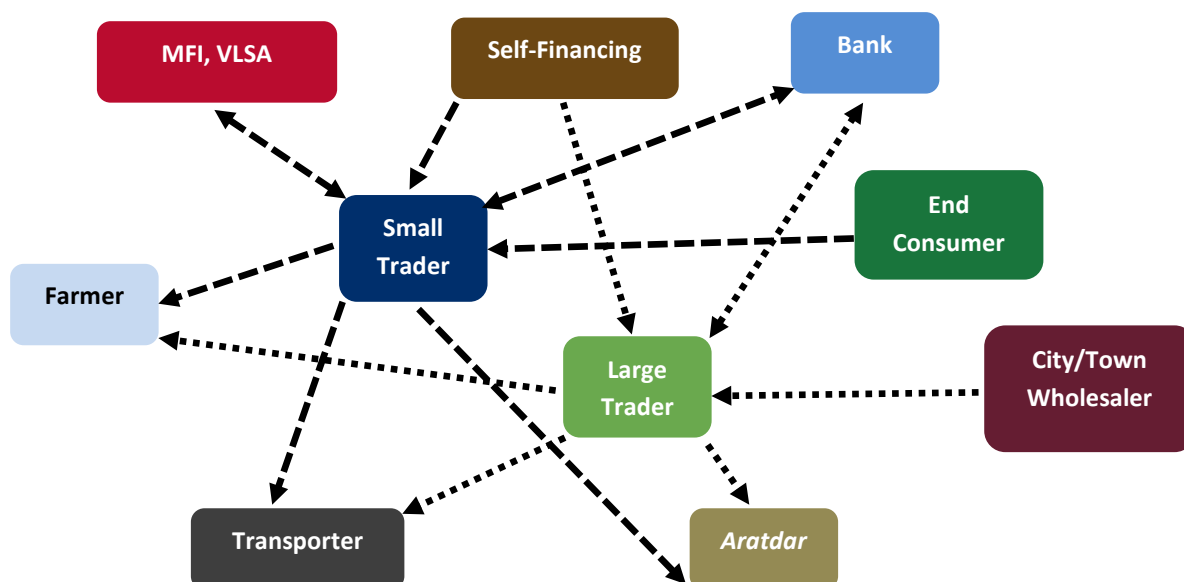 MFI, VLSA
Self-Financing
Bank
End
Consumer
Small
Trader
Farmer
Large
Trader
City/Town
Wholesaler
Transporter
Aratdar